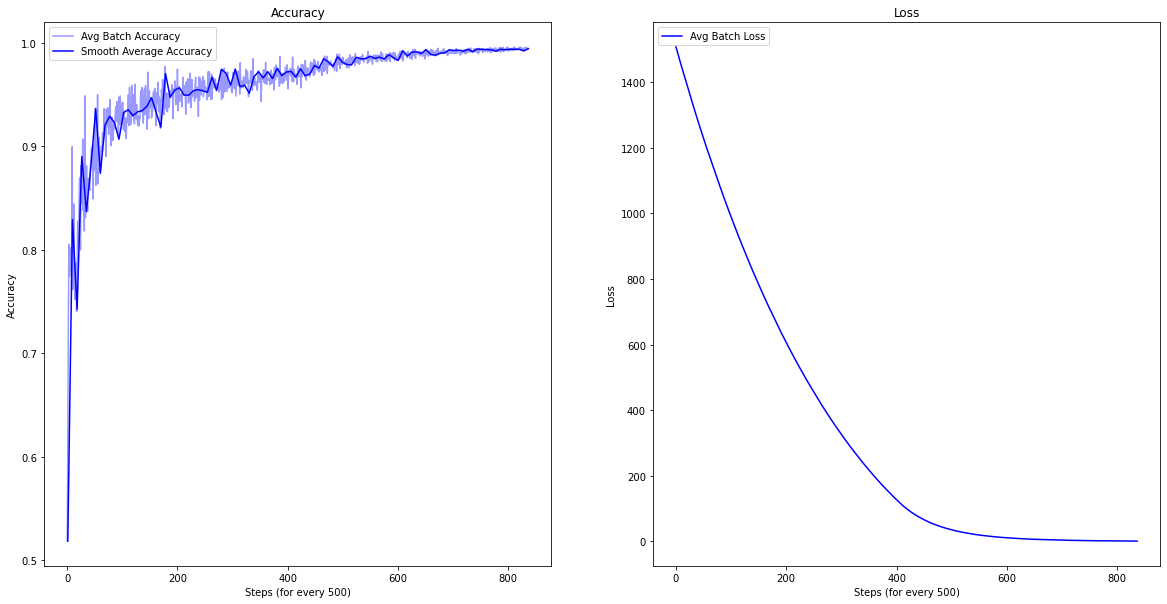 Accuracy
Avg Batch Accuracy
Smooth Average Accuracy
1.0
0.9
0.8
0.7
0.6
0.5
Accuracy
0 200 400 600 800
Steps (for every 500)
Loss
Avg Batch Loss
1400
1200
1000
800
600
400
200
0
Loss
0 200 400 600 800
Steps (for every 500)